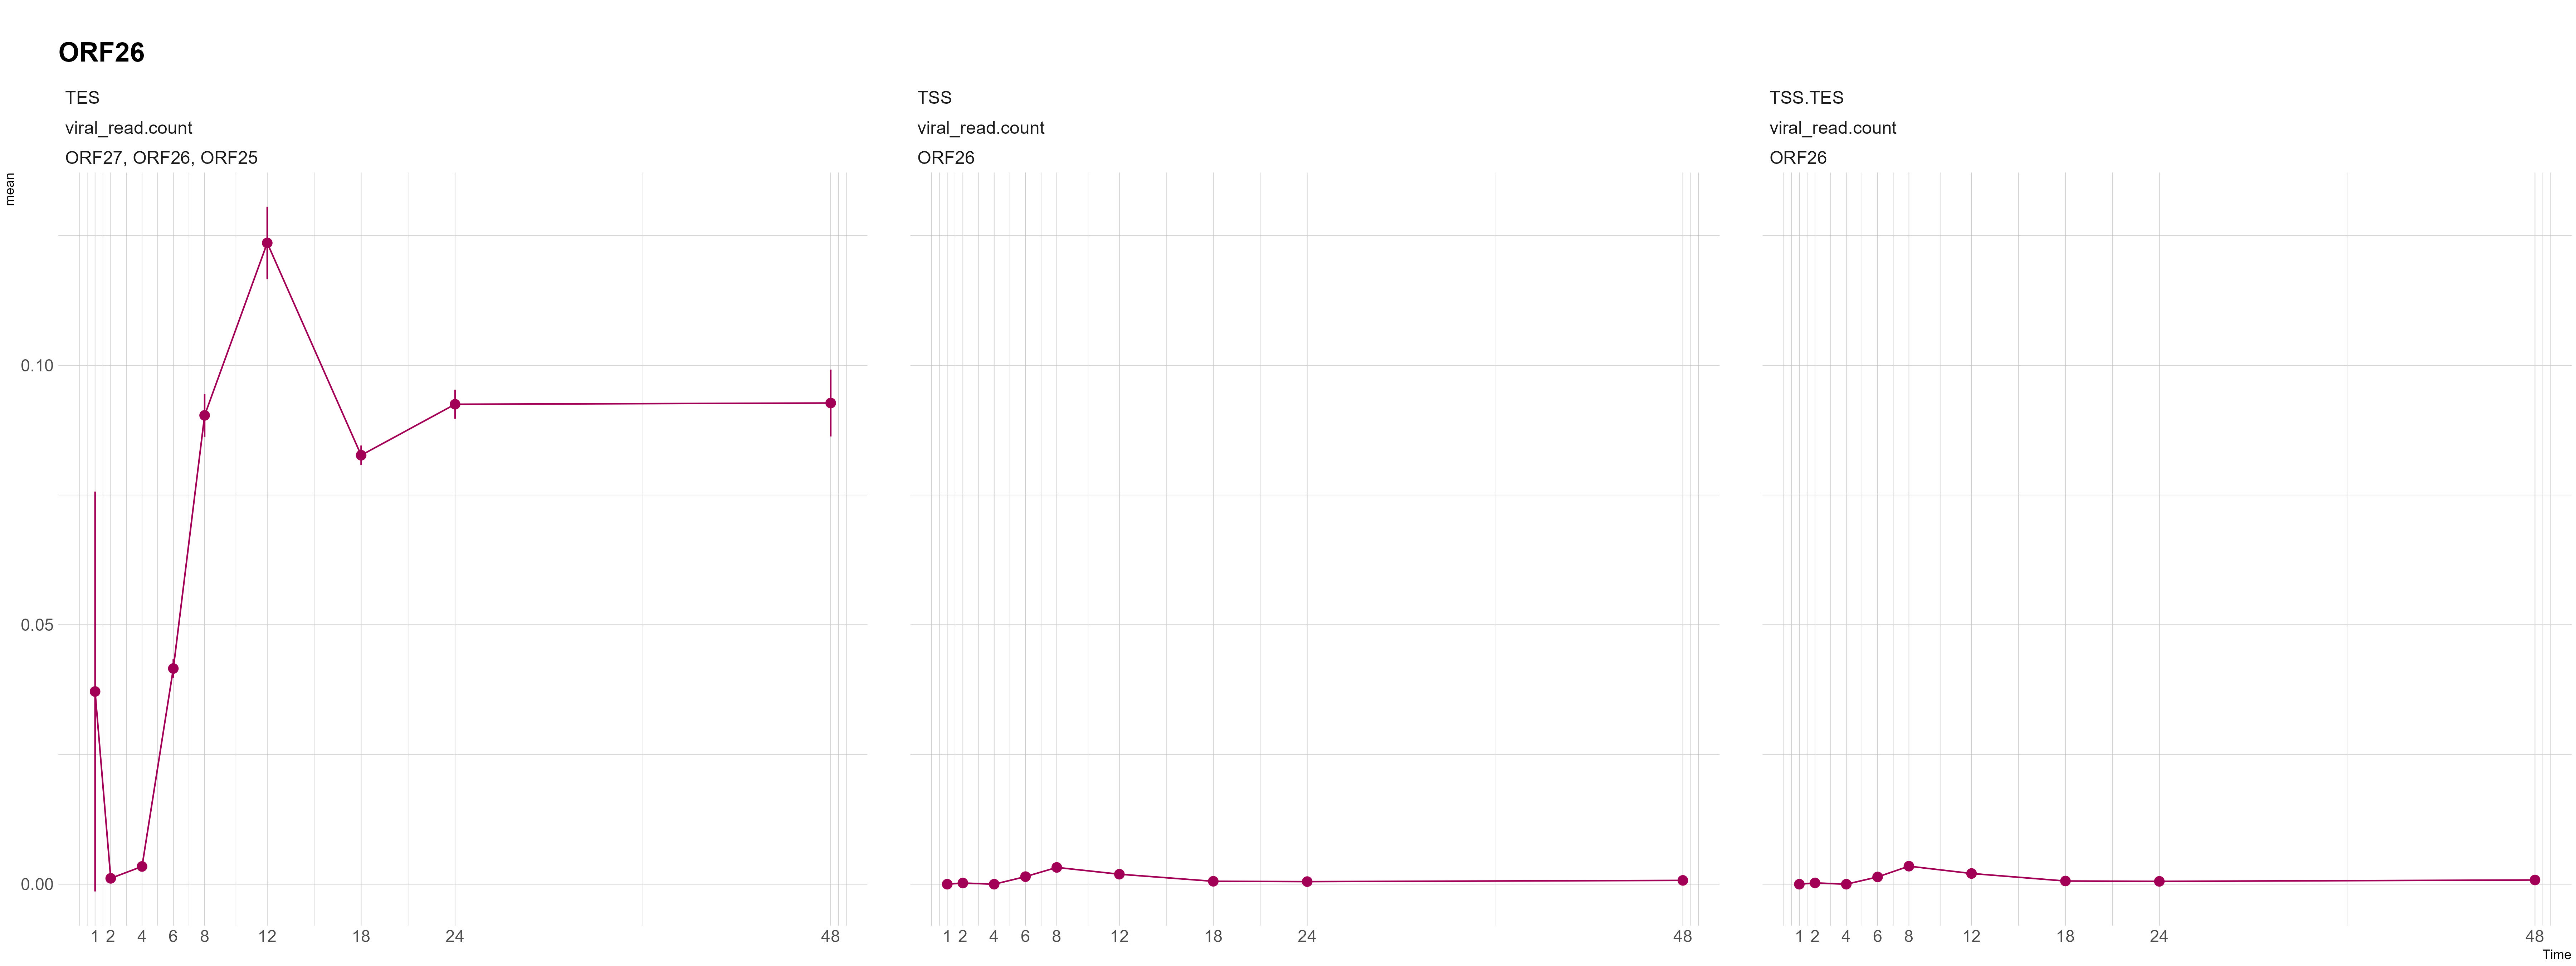 ORF26
TES
viral_read.count
ORF27, ORF26, ORF25
TSS
viral_read.count
ORF26
TSS.TES
viral_read.count
ORF26
mean
0.10
0.05
0.00
1 2 4 6 8 12 18 24 48
1 2 4 6 8 12 18 24 48
1 2 4 6 8 12 18 24 48
Time